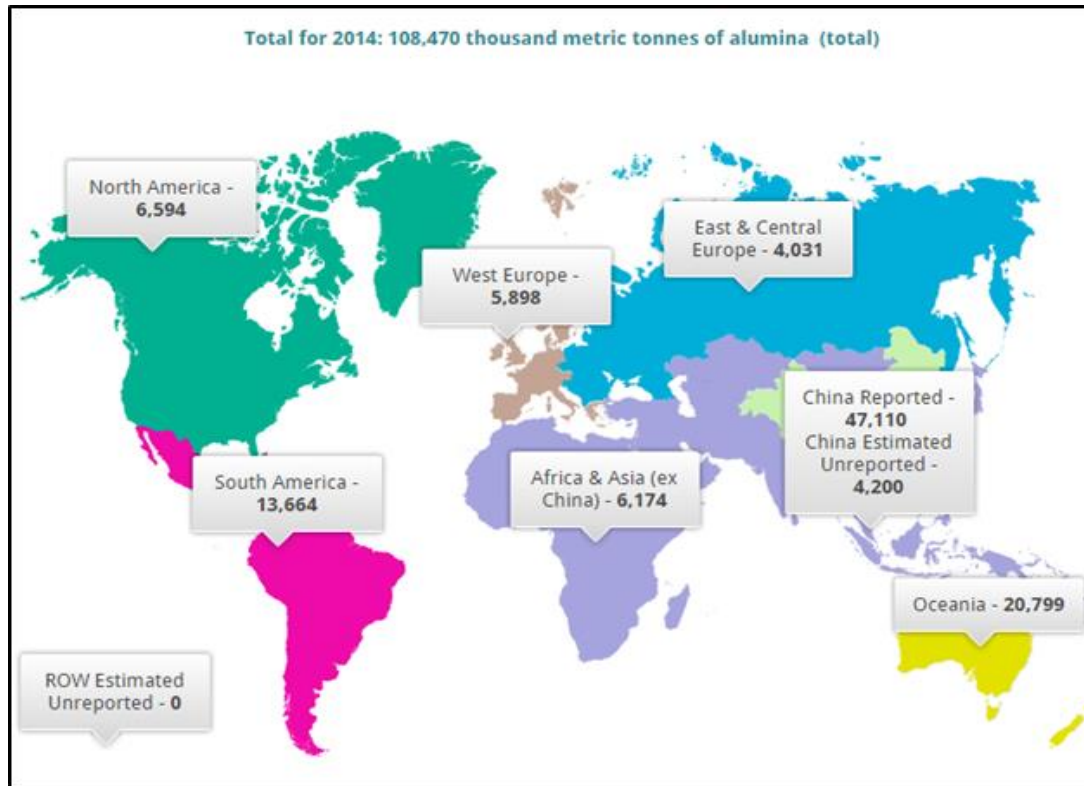 Total for 2014: 108,470 thousand metric tonnes of alumina (total)
North America -
6,594
East & Central
Europe - 4,031
West Europe -
5,898
China Reported -
47,110
China Estimated
Unreported -
4,200
South America -
13,664
Africa & Asia (ex
China) - 6,174
Oceania - 20,799
ROW Estimated
Unreported - 0